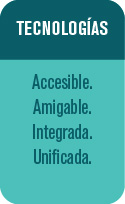 TECNOLOGÍAS
Accesible.
Amigable.
Integrada.
Unificada.